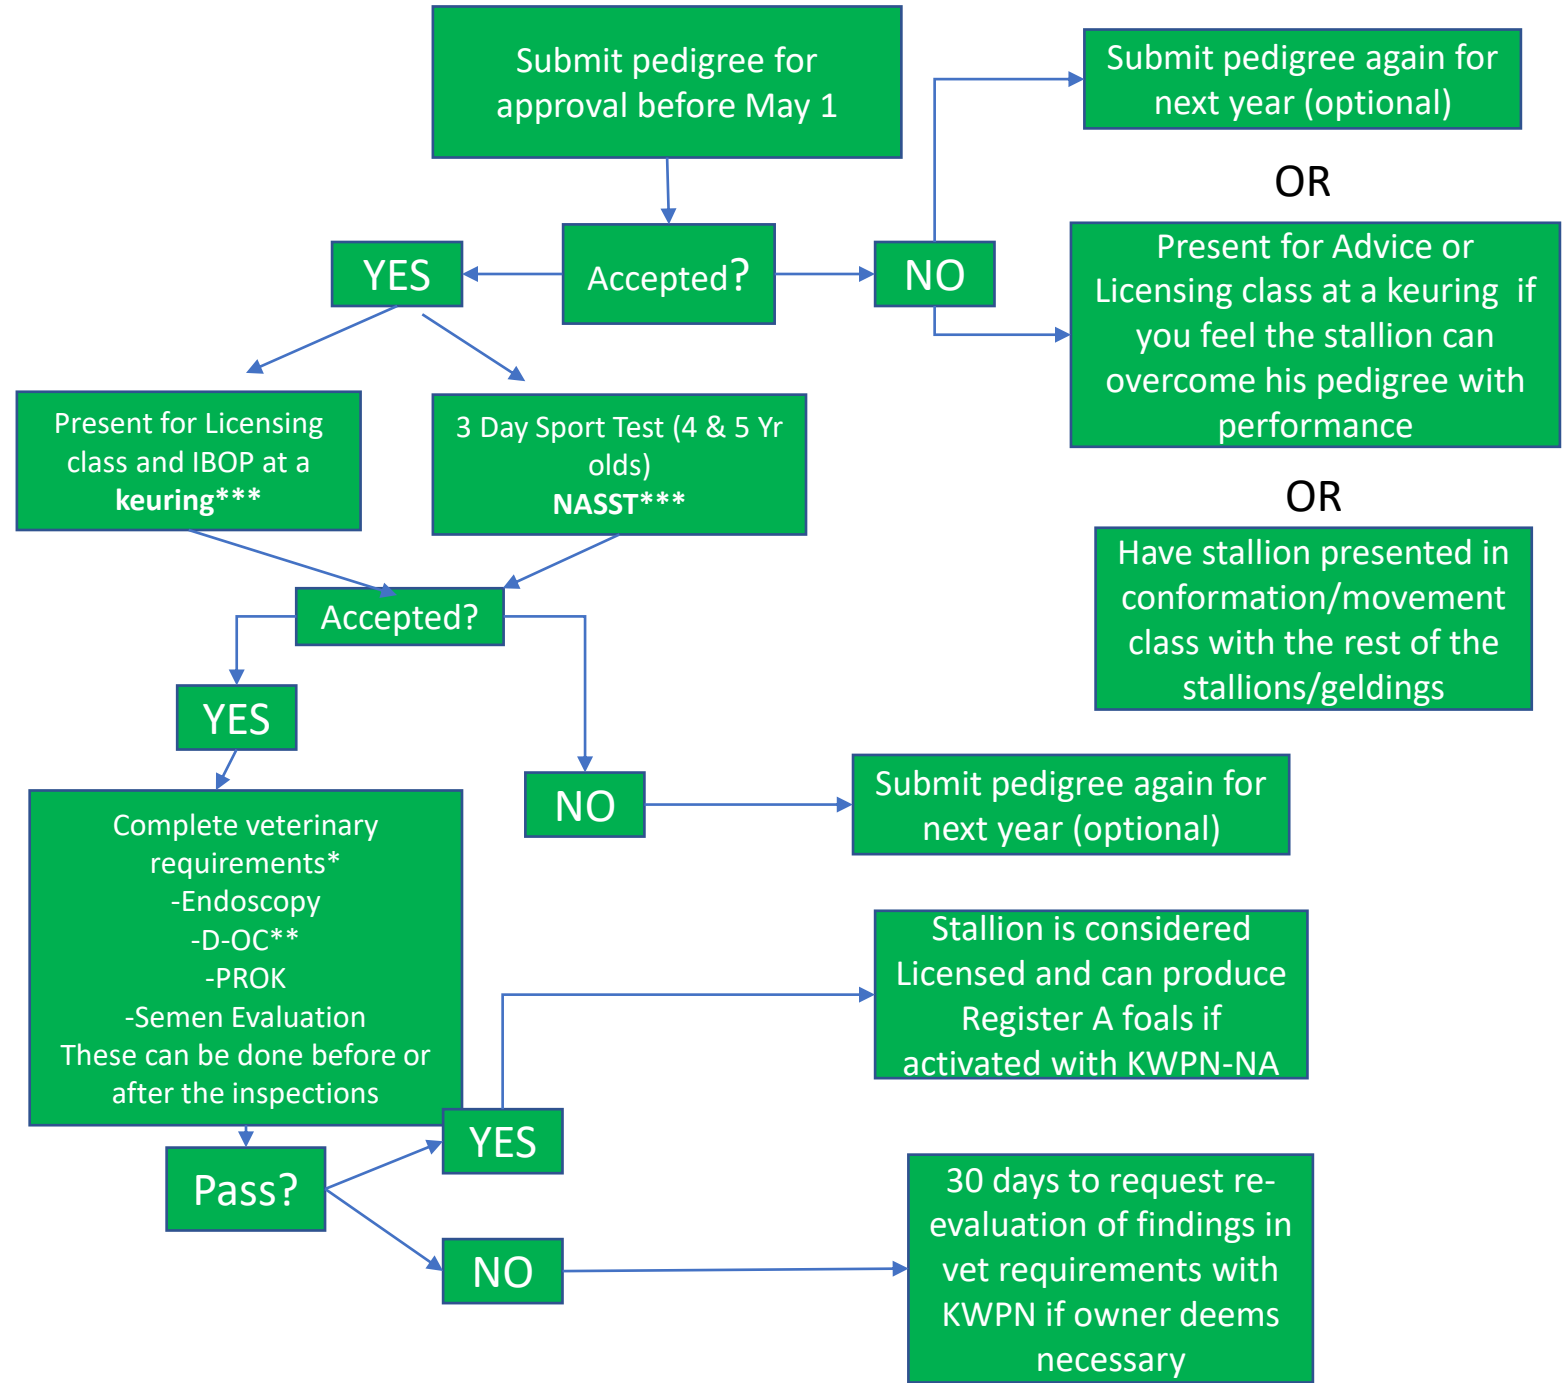 Submit pedigree for
approval before May 1
Submit pedigree again for
next year (optional)
OR
YES
Accepted?
NO
Present for Advice or
Licensing class at a keuring  if
you feel the stallion can
overcome his pedigree with
performance
Present for Licensing
class and IBOP at a
keuring***
3 Day Sport Test (4 & 5 Yr
olds)
NASST***
OR
Have stallion presented in
conformation/movement
class with the rest of the
stallions/geldings
Accepted?
YES
NO
Submit pedigree again for
next year (optional)
Complete veterinary
requirements*
-Endoscopy
-D-OC**
-PROK
-Semen Evaluation
These can be done before or
after the inspections
Stallion is considered
Licensed and can produce
Register A foals if
activated with KWPN-NA
Pass?
YES
NO
30 days to request re-
evaluation of findings in
vet requirements with
KWPN if owner deems
necessary